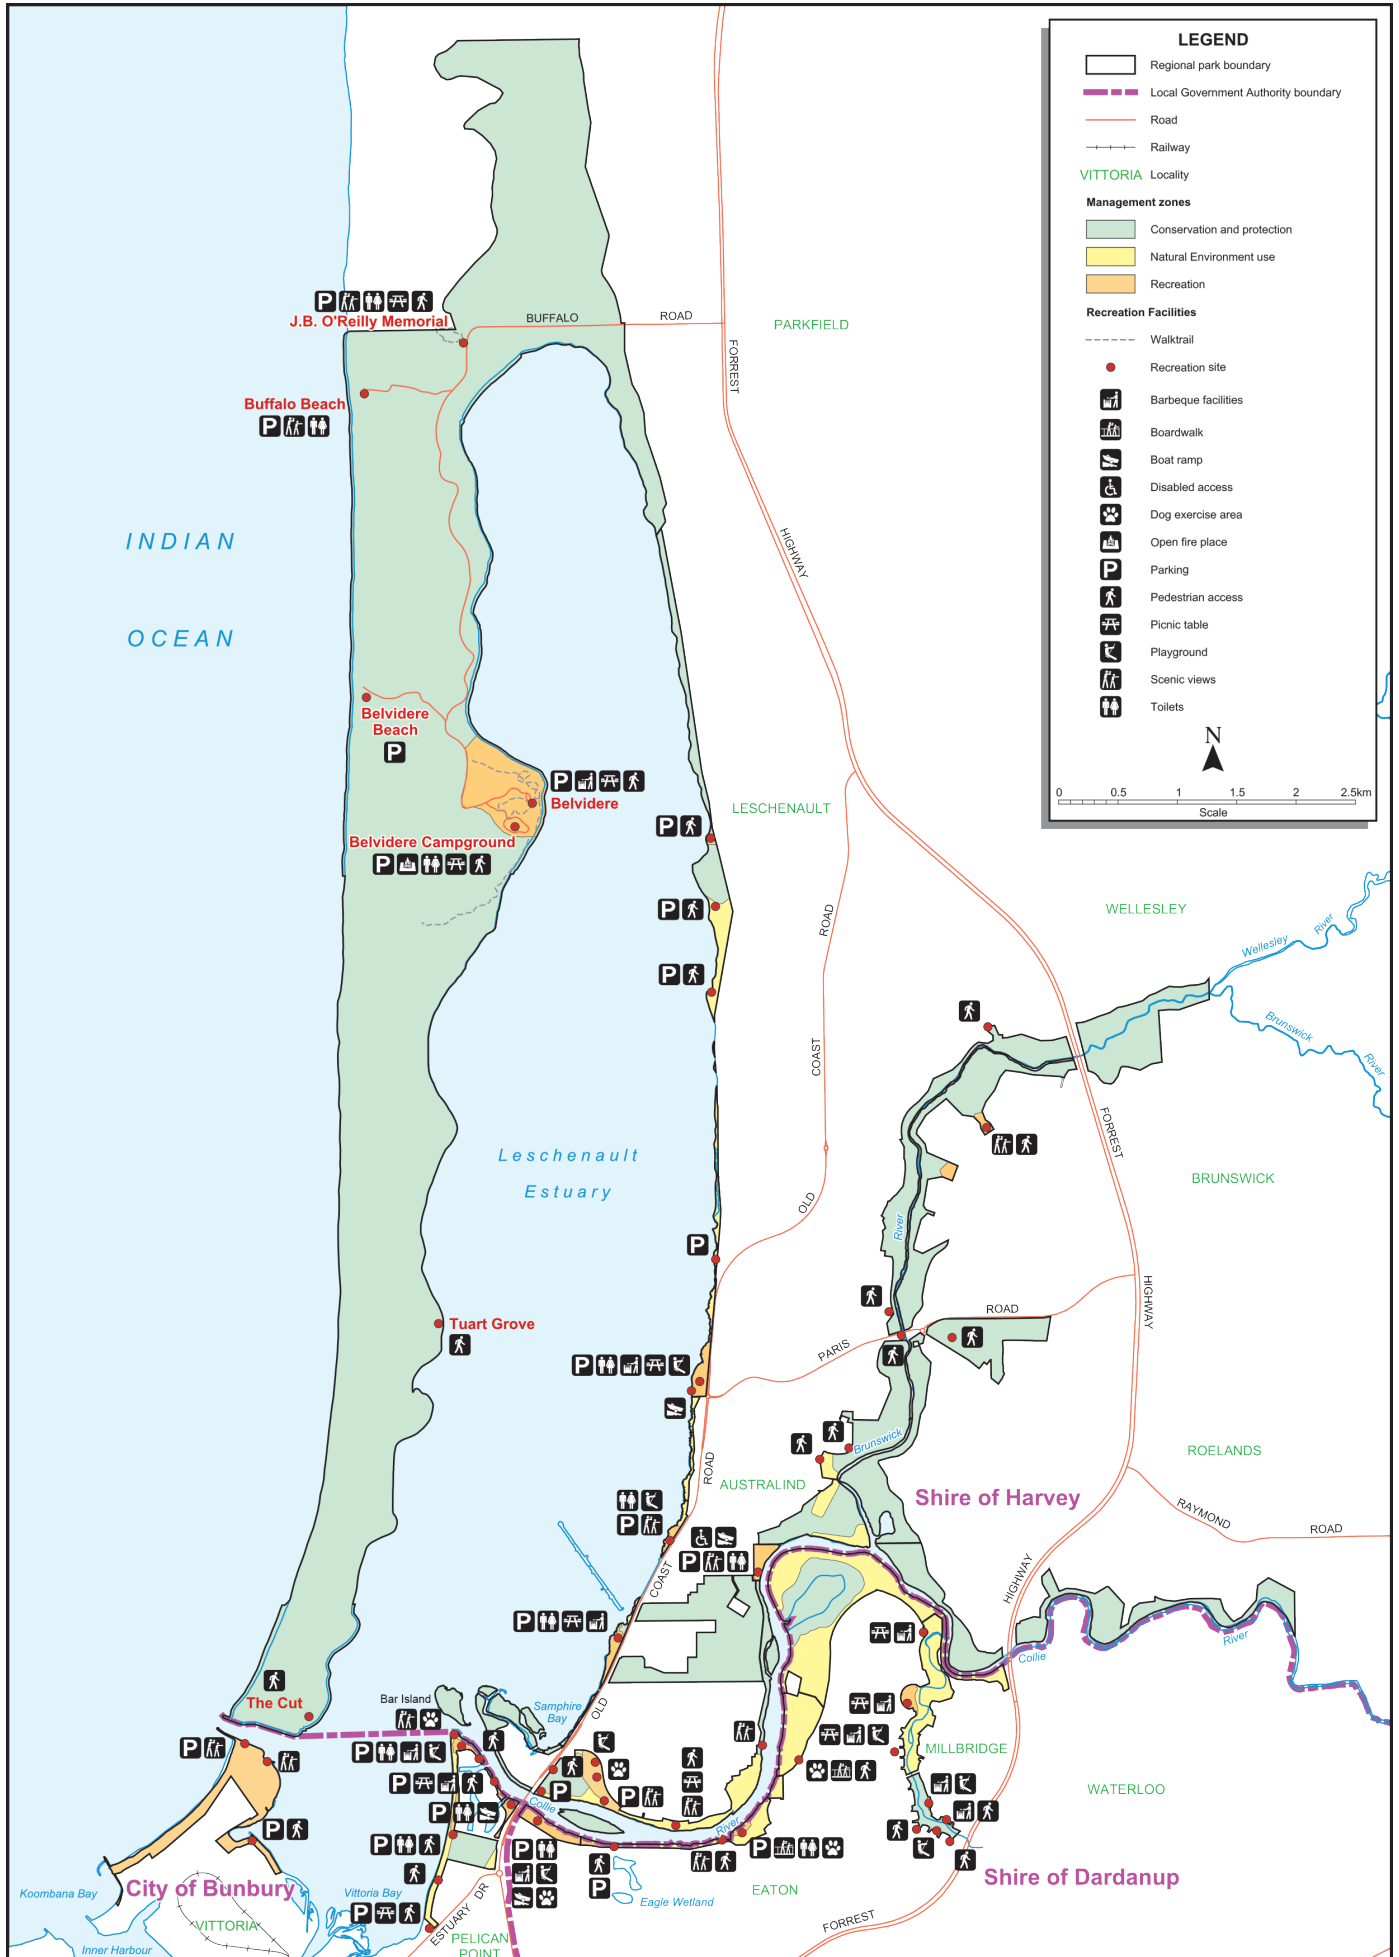 LEGEND
Regional park boundary
Local Government Authority boundary
Road
Railway
VITTORIA Locality
Management zones
Conservation and protection
Natural Environment use
Recreation
Recreation Facilities
Walktrail
Recreation site
Barbeque facilities
Boardwalk
Boat ramp
Disabled access
Dog exercise area
Open fire place
P Parking
Pedestrian access
Picnic table
Playground
Scenic views
Toilets
N
0 0.5 1 1.5 2 2.5km
Scale
P
J.B. O'Reilly Memorial
BUFFALO ROAD
PARKFIELD
FORREST
Buffalo Beach
P
INDIAN
OCEAN
HIGHWAY
Belvidere
Beach
P
P
Belvidere
LESCHENAULT
P
Belvidere Campground
P
P
ROAD
WELLESLEY
Wellesley River
P
Brunswick River
COAST
FORREST
Leschenault
Estuary
BRUNSWICK
OLD
River
P
HIGHWAY
Tuart Grove
ROAD
PARIS
P
Brunswick
ROAD
AUSTRALIND
ROELANDS
Shire of Harvey
RAYMOND ROAD
P
P
COAST
HIGHWAY
P
Collie River
The Cut
Bar Island
Samphire
Bay
OLD
P
P
P
P
P
P
P
MILLBRIDGE
WATERLOO
Collie
River
P
P
P
P
P
Eagle Wetland
EATON
Shire of Dardanup
FORREST
Koombana Bay
City of Bunbury
Vittoria Bay
VITTORIA
P
ESTUARY DR
PELICAN
POINT
Inner Harbour